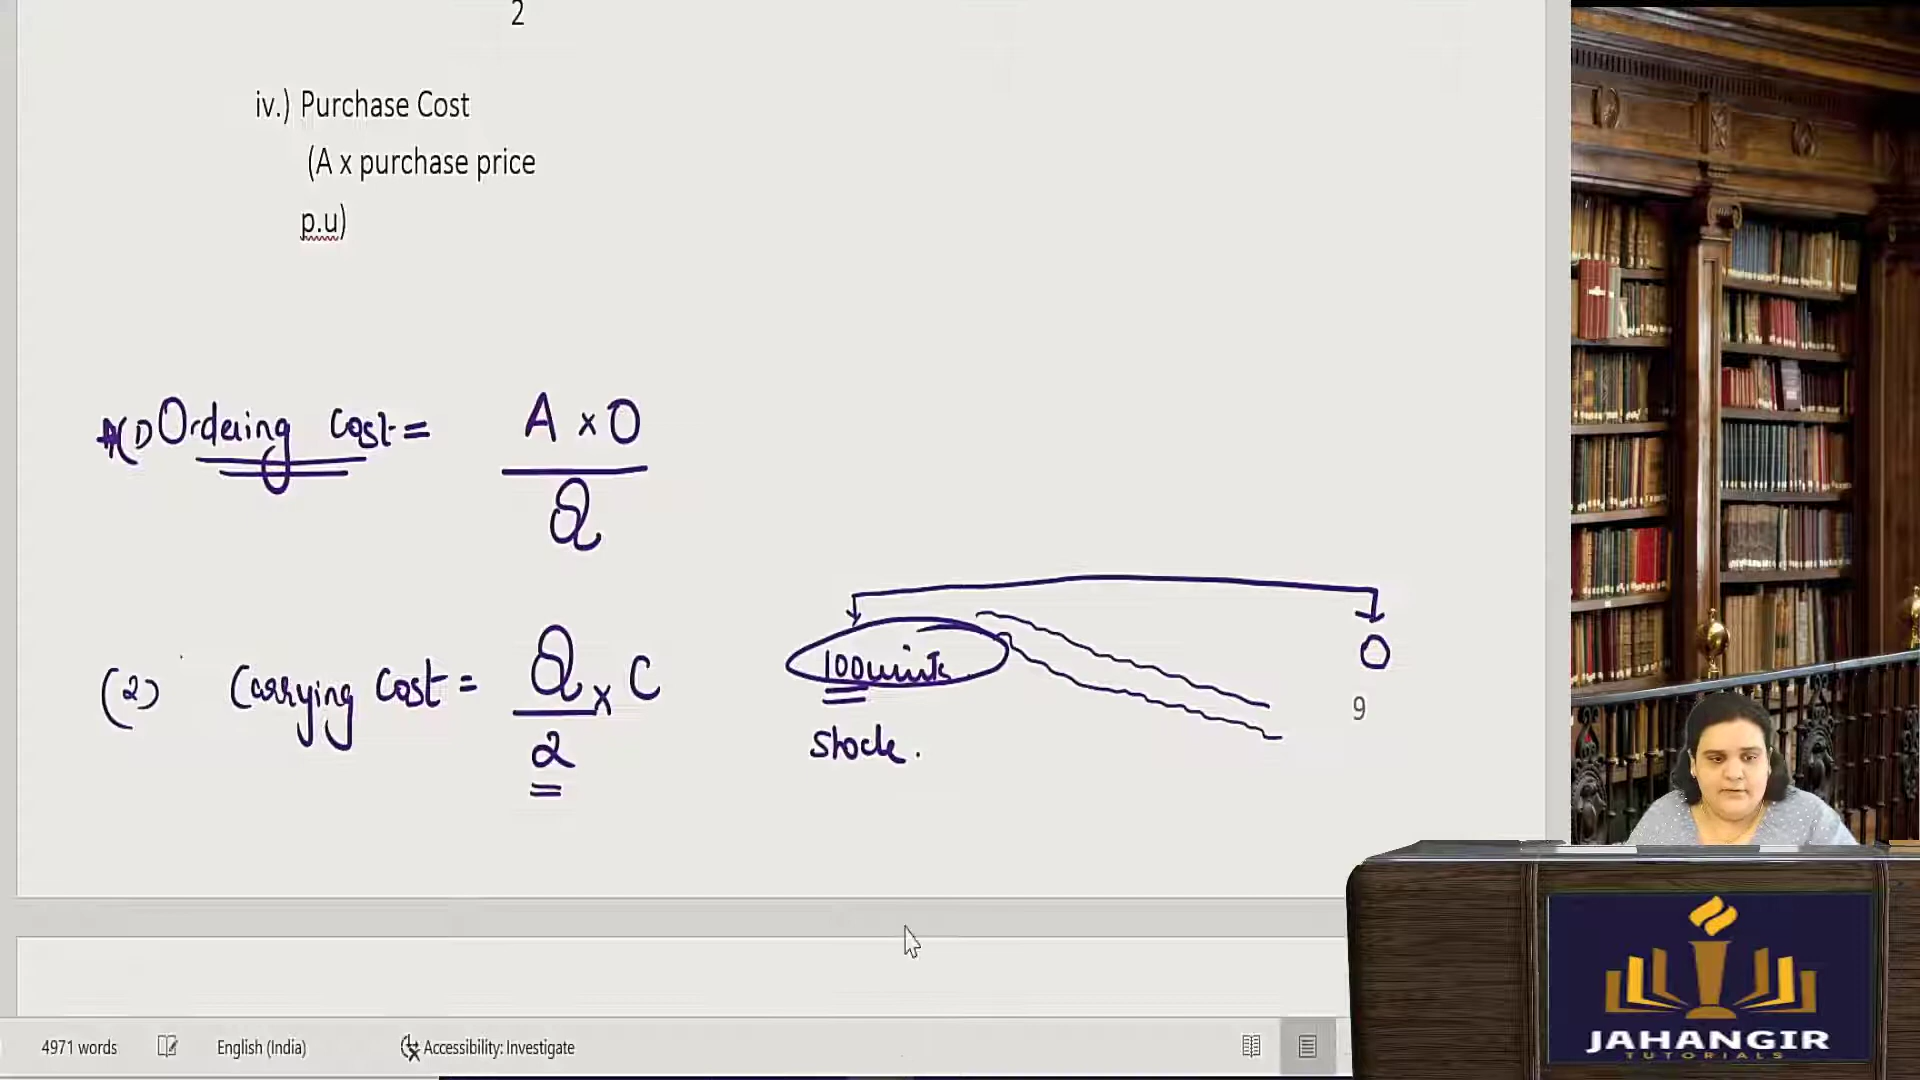 2
iv.) Purchase Cost
(A x purchase price
p.u)
(1) Ordering Cost = A x O
Q
(2) Carrying Cost = Q x C
2
100 units
stock.
O
9
4971 words
English (India)
Accessibility: Investigate
JAHANGIR
TUTORIALS